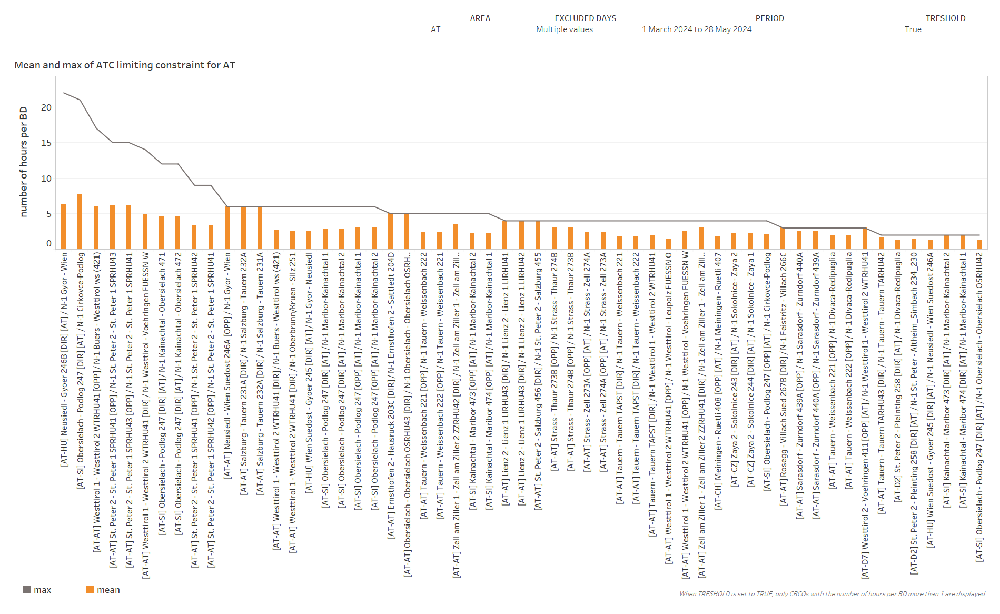 AREA
EXCLUDED DAYS
PERIOD
TRESHOLD
AT
Multiple values
1 March 2024 to 28 May 2024
True
Mean and max of ATC limiting constraint for AT
number of hours per BD
20
15
10
5
0
[AT-HU] Neusiedl - Gyoer 246B [DIR] [AT] / N-1 Gyor - Wien
[AT-SI] Obersielach - Podlog 247 [DIR] [AT] / N-1 Cirkovce-Podlog
[AT-AT] Westtirol 1 - Westtirol 2 WTRHU41 [OPP] / N-1 Buers - Westtirol ws (421)
[AT-AT] St. Peter 2 - St. Peter 1 SPRHU41 [OPP] / N-1 St. Peter 2 - St. Peter 1 SPRHU43
[AT-AT] St. Peter 2 - St. Peter 1 SPRHU43 [OPP] / N-1 St. Peter 2 - St. Peter 1 SPRHU41
[AT-AT] Westtirol 1 - Westtirol 2 WTRHU41 [DIR] / N-1 Westtirol - Voehringen FUESSN W
[AT-SI] Obersielach - Podlog 247 [DIR] [AT] / N-1 Kainachtal - Obersielach 471
[AT-SI] Obersielach - Podlog 247 [DIR] [AT] / N-1 Kainachtal - Obersielach 472
[AT-AT] St. Peter 2 - St. Peter 1 SPRHU41 [OPP] / N-1 St. Peter 2 - St. Peter 1 SPRHU42
[AT-AT] St. Peter 2 - St. Peter 1 SPRHU42 [OPP] / N-1 St. Peter 2 - St. Peter 1 SPRHU41
[AT-AT] Neusiedl - Wien Suedost 246A [OPP] / N-1 Gyor - Wien
[AT-AT] Salzburg - Tauern 231A [DIR] / N-1 Salzburg - Tauern 232A
[AT-AT] Salzburg - Tauern 232A [DIR] / N-1 Salzburg - Tauern 231A
[AT-AT] Westtirol 1 - Westtirol 2 WTRHU41 [DIR] / N-1 Buers - Westtirol ws (421)
[AT-AT] Westtirol 1 - Westtirol 2 WTRHU41 [DIR] / N-1 Oberbrunn/Kruen - Silz 251
[AT-HU] Wien Suedost - Gyoer 245 [DIR] [AT] / N-1 Gyor - Neusiedl
[AT-SI] Obersielach - Podlog 247 [DIR] [AT] / N-1 Maribor-Kainachtal 1
[AT-SI] Obersielach - Podlog 247 [DIR] [AT] / N-1 Maribor-Kainachtal 2
[AT-SI] Obersielach - Podlog 247 [OPP] [AT] / N-1 Maribor-Kainachtal 1
[AT-SI] Obersielach - Podlog 247 [OPP] [AT] / N-1 Maribor-Kainachtal 2
[AT-AT] Ernsthofen 2 - Hausruck 203C [DIR] / N-1 Ernsthofen 2 - Sattledt 204D
[AT-AT] Obersielach - Obersielach OSRHU43 [DIR] / N-1 Obersielach - Obersielach OSRH..
[AT-AT] Tauern - Weissenbach 221 [OPP] / N-1 Tauern - Weissenbach 222
[AT-AT] Tauern - Weissenbach 222 [OPP] / N-1 Tauern - Weissenbach 221
[AT-AT] Zell am Ziller 1 - Zell am Ziller 2 ZZRHU42 [DIR] / N-1 Zell am Ziller 1 - Zell am Zill..
[AT-SI] Kainachtal - Maribor 473 [OPP] [AT] / N-1 Maribor-Kainachtal 2
[AT-SI] Kainachtal - Maribor 474 [OPP] [AT] / N-1 Maribor-Kainachtal 1
[AT-AT] Lienz 2 - Lienz 1 LIRHU43 [DIR] / N-1 Lienz 2 - Lienz 1 LIRHU41
[AT-AT] Lienz 2 - Lienz 1 LIRHU43 [DIR] / N-1 Lienz 2 - Lienz 1 LIRHU42
[AT-AT] St. Peter 2 - Salzburg 456 [DIR] / N-1 St. Peter 2 - Salzburg 455
[AT-AT] Strass - Thaur 273B [OPP] / N-1 Strass - Thaur 274B
[AT-AT] Strass - Thaur 274B [OPP] / N-1 Strass - Thaur 273B
[AT-AT] Strass - Zell 273A [OPP] [AT] / N-1 Strass - Zell 274A
[AT-AT] Strass - Zell 274A [OPP] [AT] / N-1 Strass - Zell 273A
[AT-AT] Tauern - Tauern TAPST [DIR] / N-1 Tauern - Weissenbach 221
[AT-AT] Tauern - Tauern TAPST [DIR] / N-1 Tauern - Weissenbach 222
[AT-AT] Tauern - Tauern TAPST [DIR] / N-1 Westtirol 1 - Westtirol 2 WTRHU41
[AT-AT] Westtirol 1 - Westtirol 2 WTRHU41 [OPP] / N-1 Westtirol - Leupolz FUESSN O
[AT-AT] Westtirol 1 - Westtirol 2 WTRHU41 [OPP] / N-1 Westtirol - Voehringen FUESSN W
[AT-AT] Zell am Ziller 1 - Zell am Ziller 2 ZZRHU41 [DIR] / N-1 Zell am Ziller 1 - Zell am Zill..
[AT-CH] Meiningen - Ruetli 408 [OPP] [AT] / N-1 Meiningen - Ruetli 407
[AT-CZ] Zaya 2 - Sokolnice 243 [DIR] [AT] / N-1 Sokolnice - Zaya 2
[AT-CZ] Zaya 2 - Sokolnice 244 [DIR] [AT] / N-1 Sokolnice - Zaya 1
[AT-SI] Obersielach - Podlog 247 [OPP] [AT] / N-1 Cirkovce-Podlog
[AT-AT] Rosegg - Villach Sued 267B [DIR] / N-1 Feistritz - Villach 266C
[AT-AT] Sarasdorf - Zurndorf 439A [OPP] / N-1 Sarasdorf - Zurndorf 440A
[AT-AT] Sarasdorf - Zurndorf 440A [OPP] / N-1 Sarasdorf - Zurndorf 439A
[AT-AT] Tauern - Weissenbach 221 [OPP] / N-1 Divaca-Redipuglia
[AT-AT] Tauern - Weissenbach 222 [OPP] / N-1 Divaca-Redipuglia
[AT-D7] Westtirol 2 - Voehringen 411 [OPP] [AT] / N-1 Westtirol 1 - Westtirol 2 WTRHU41
[AT-AT] Tauern - Tauern TARHU43 [DIR] / N-1 Tauern - Tauern TARHU42
[AT-D2] St. Peter 2 - Pleinting 258 [DIR] [AT] / N-1 Divaca-Redipuglia
[AT-D2] St. Peter 2 - Pleinting 258 [DIR] [AT] / N-1 St. Peter - Altheim_Simbach 234_230
[AT-HU] Wien Suedost - Gyoer 245 [DIR] [AT] / N-1 Neusiedl - Wien Suedost 246A
[AT-SI] Kainachtal - Maribor 473 [DIR] [AT] / N-1 Maribor-Kainachtal 2
[AT-SI] Kainachtal - Maribor 474 [DIR] [AT] / N-1 Maribor-Kainachtal 1
[AT-SI] Obersielach - Podlog 247 [DIR] [AT] / N-1 Obersielach - Obersielach OSRHU42
max
mean
When TRESHOLD is set to TRUE, only CBCOs with the number of hours per BD more than 1 are displayed.